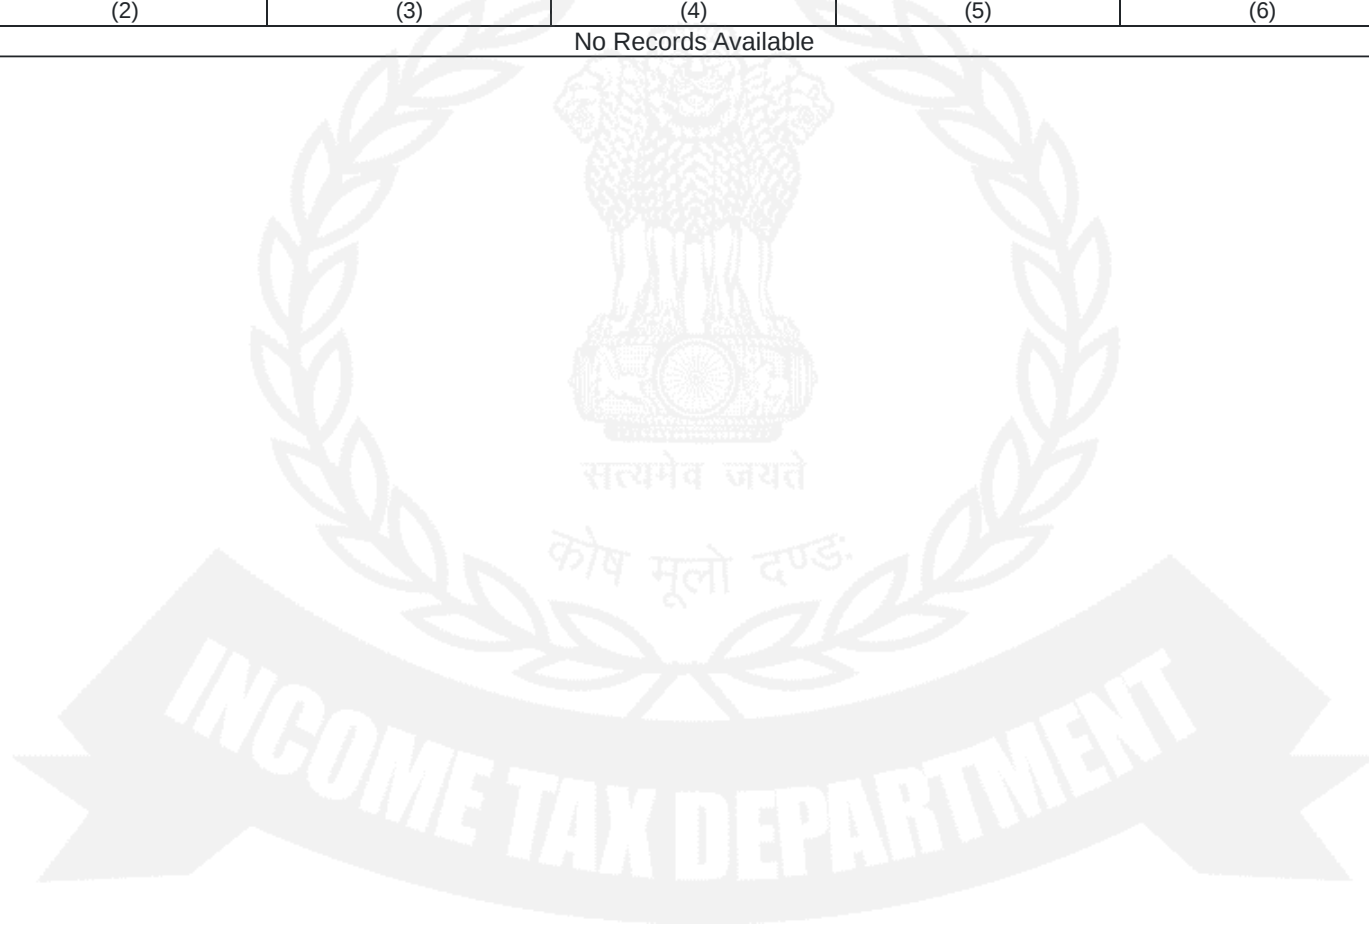 (2) (3) (4) (5) (6)
No Records Available
सत्यमेव जयते
कोष मूलो दण्डः
INCOME TAX DEPARTMENT